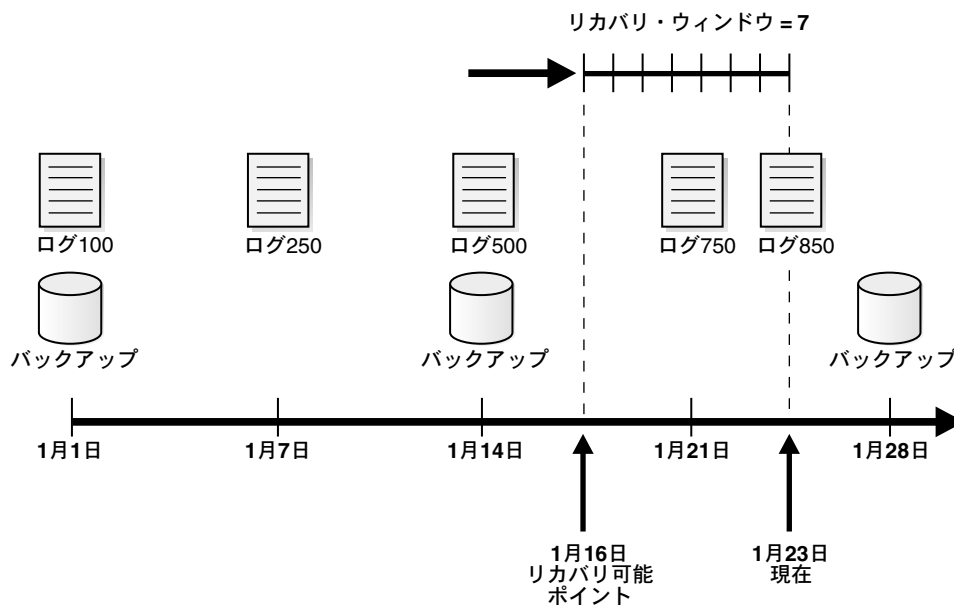 リカバリ・ウィンドウ = 7
ログ100
ログ250
ログ500
ログ750
ログ850
バックアップ
バックアップ
バックアップ
1月1日
1月7日
1月14日
1月21日
1月28日
1月16日
リカバリ可能
ポイント
1月23日
現在